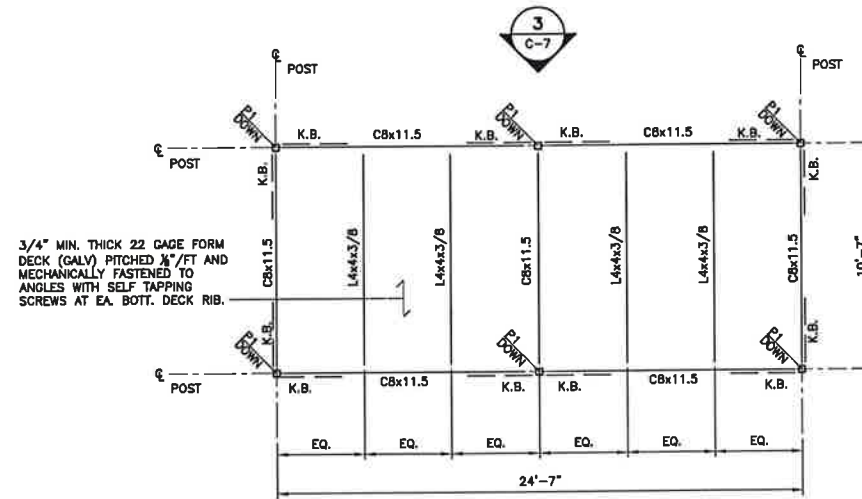 3
C-7
℄
POST
℄
POST
P1
DOWN
K.B.
C8x11.5
K.B.
P1
DOWN
K.B.
C8x11.5
K.B.
P1
DOWN
℄
POST
K.B.
K.B.
3/4" MIN. THICK 22 GAGE FORM
DECK (GALV) PITCHED ⅛"/FT AND
MECHANICALLY FASTENED TO
ANGLES WITH SELF TAPPING
SCREWS AT EA. BOTT. DECK RIB.
C8x11.5
L4x4x3/8
L4x4x3/8
C8x11.5
L4x4x3/8
L4x4x3/8
C8x11.5
K.B.
K.B.
P1
DOWN
P1
DOWN
P1
DOWN
℄
POST
K.B.
C8x11.5
K.B.
K.B.
C8x11.5
K.B.
EQ.
EQ.
EQ.
EQ.
EQ.
EQ.
24'-7"